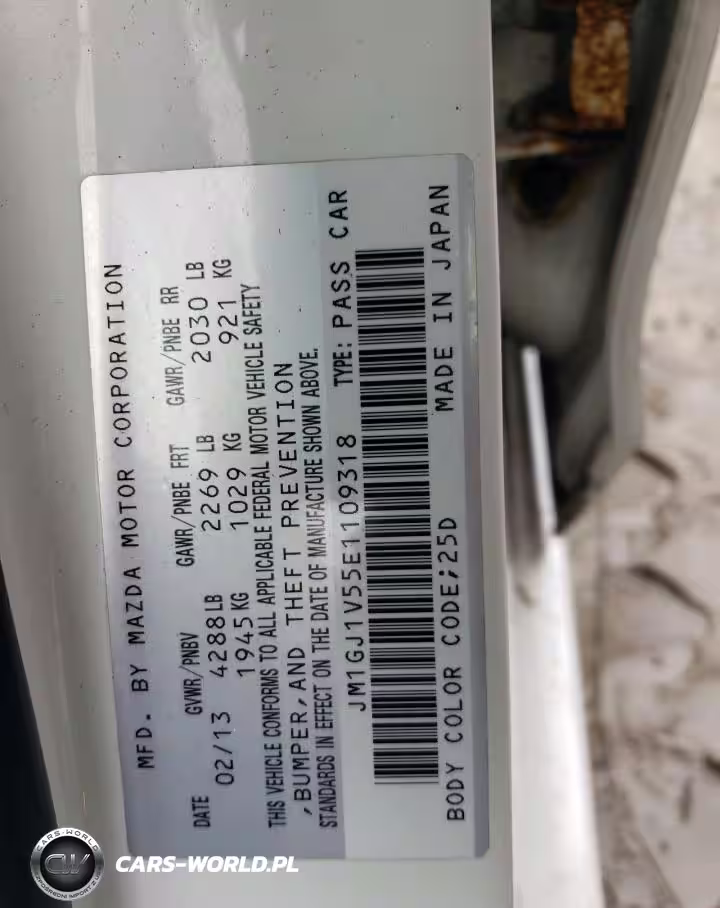 MFD. BY MAZDA MOTOR CORPORATION
DATE GVWR/PNBV GAWR/PNBE FRT GAWR/PNBE RR
02/13 4288LB 2269 LB 2030 LB
1945KG 1029 KG 921 KG
THIS VEHICLE CONFORMS TO ALL APPLICABLE FEDERAL MOTOR VEHICLE SAFETY
,BUMPER,AND THEFT PREVENTION
STANDARDS IN EFFECT ON THE DATE OF MANUFACTURE SHOWN ABOVE.
JM1GJ1V55E1109318 TYPE: PASS CAR
BODY COLOR CODE;25D MADE IN JAPAN
CARS-WORLD
CW
CARS-WORLD.PL